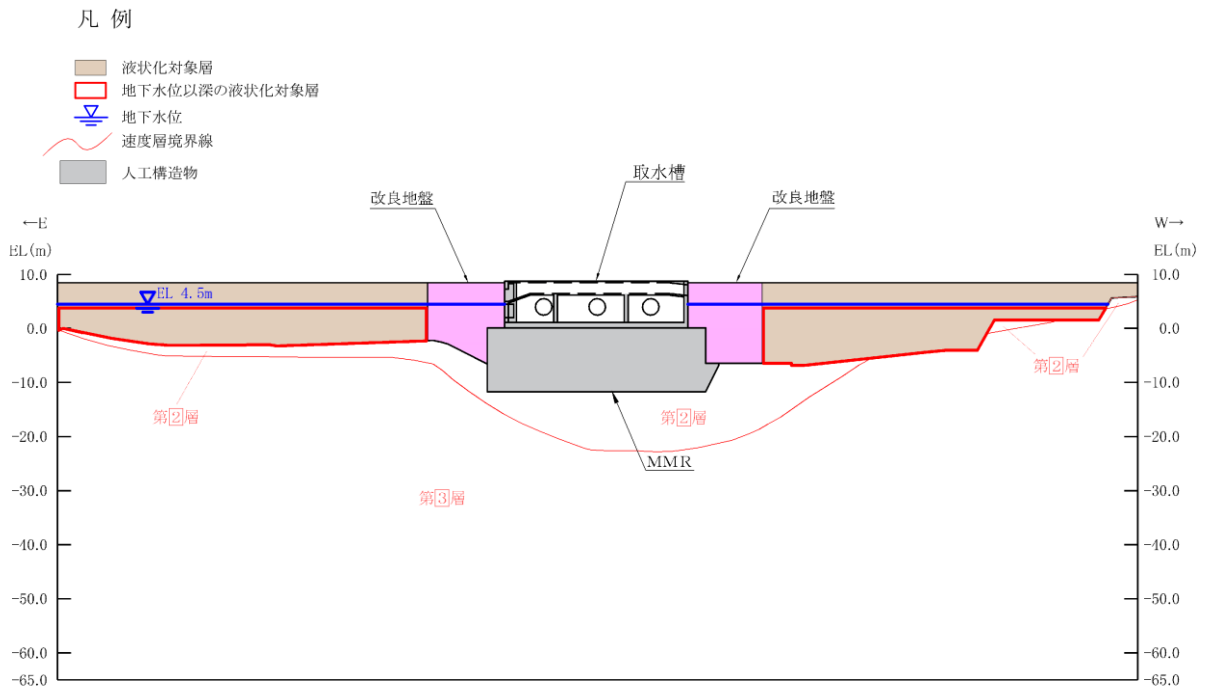 凡 例
液状化対象層
地下水位以深の液状化対象層
地下水位
速度層境界線
人工構造物
取水槽
改良地盤
改良地盤
←E
W→
EL(m)
EL(m)
10.0
10.0
EL 4.5m
0.0
0.0
第2層
-10.0
-10.0
第2層
第2層
-20.0
-20.0
MMR
-30.0
第3層
-30.0
-40.0
-40.0
-50.0
-50.0
-60.0
-60.0
-65.0
-65.0